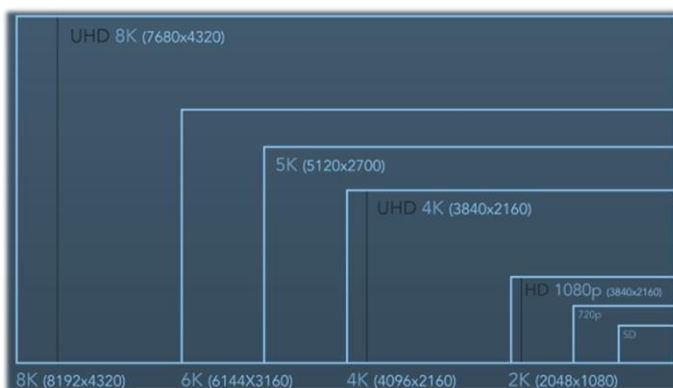 UHD 8K (7680x4320)
5K (5120x2700)
UHD 4K (3840x2160)
HD 1080p (3840x2160)
720p
SD
8K (8192x4320)
6K (6144X3160)
4K (4096x2160)
2K (2048x1080)